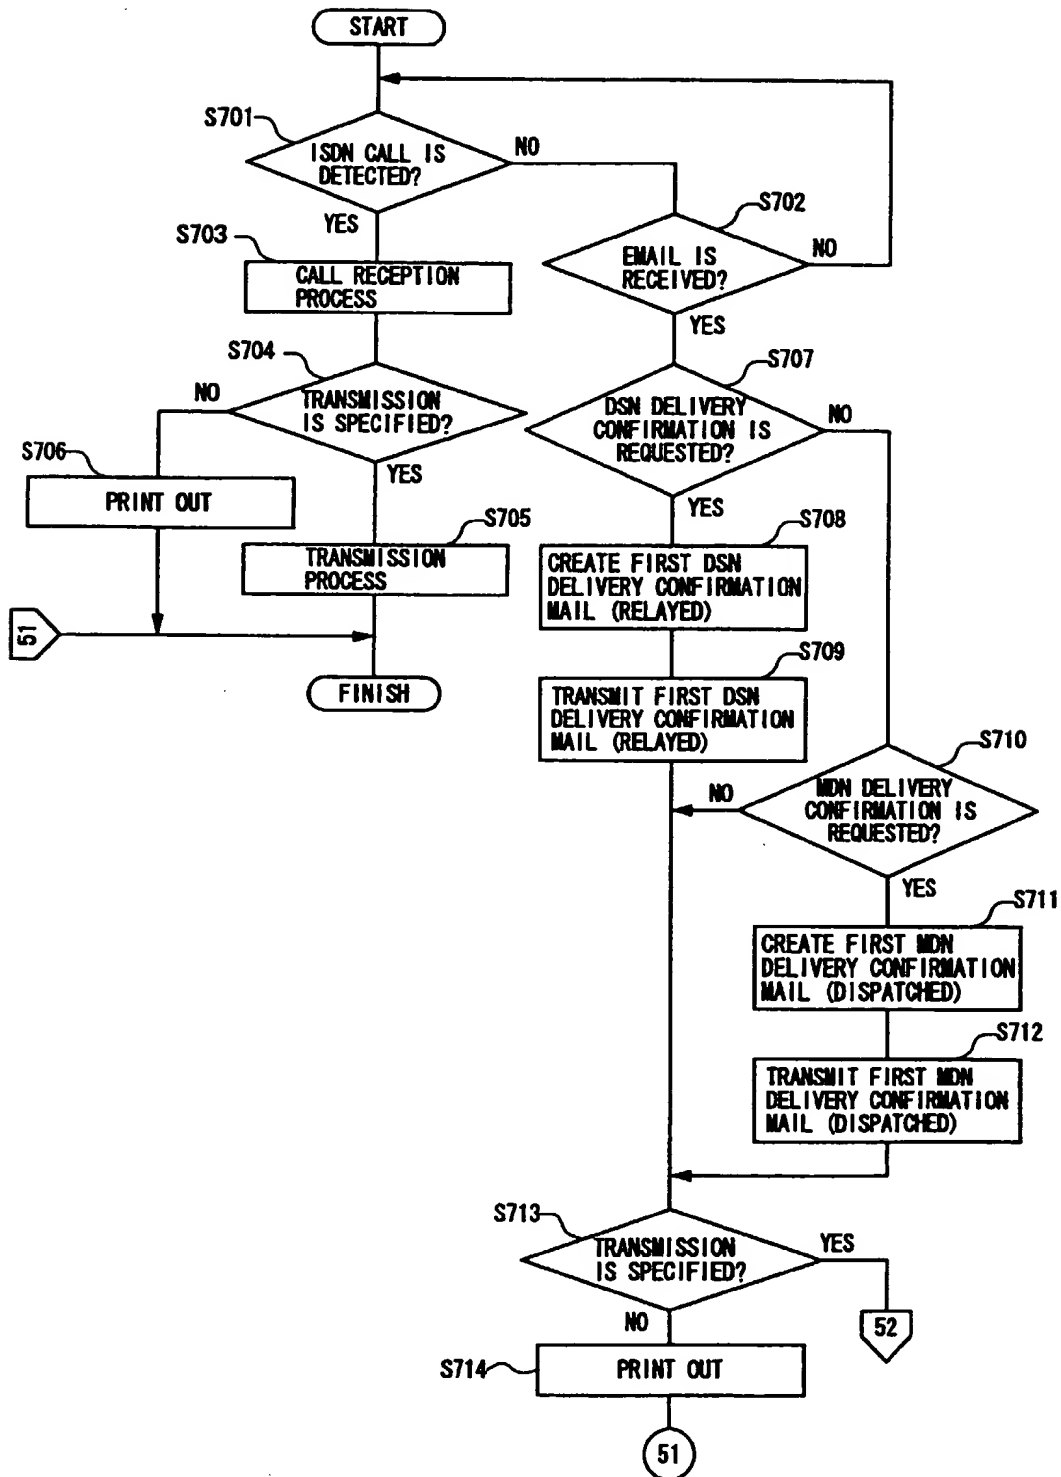 START
S701
ISDN CALL IS
DETECTED?
NO
YES
S702
EMAIL IS
RECEIVED?
NO
YES
S703
CALL RECEPTION
PROCESS
S704
TRANSMISSION
IS SPECIFIED?
NO
YES
S706
PRINT OUT
S705
TRANSMISSION
PROCESS
51
FINISH
S707
DSN DELIVERY
CONFIRMATION IS
REQUESTED?
NO
YES
S708
CREATE FIRST DSN
DELIVERY CONFIRMATION
MAIL (RELAYED)
S709
TRANSMIT FIRST DSN
DELIVERY CONFIRMATION
MAIL (RELAYED)
S710
MDN DELIVERY
CONFIRMATION IS
REQUESTED?
NO
YES
S711
CREATE FIRST MDN
DELIVERY CONFIRMATION
MAIL (DISPATCHED)
S712
TRANSMIT FIRST MDN
DELIVERY CONFIRMATION
MAIL (DISPATCHED)
S713
TRANSMISSION
IS SPECIFIED?
YES
52
NO
S714
PRINT OUT
51